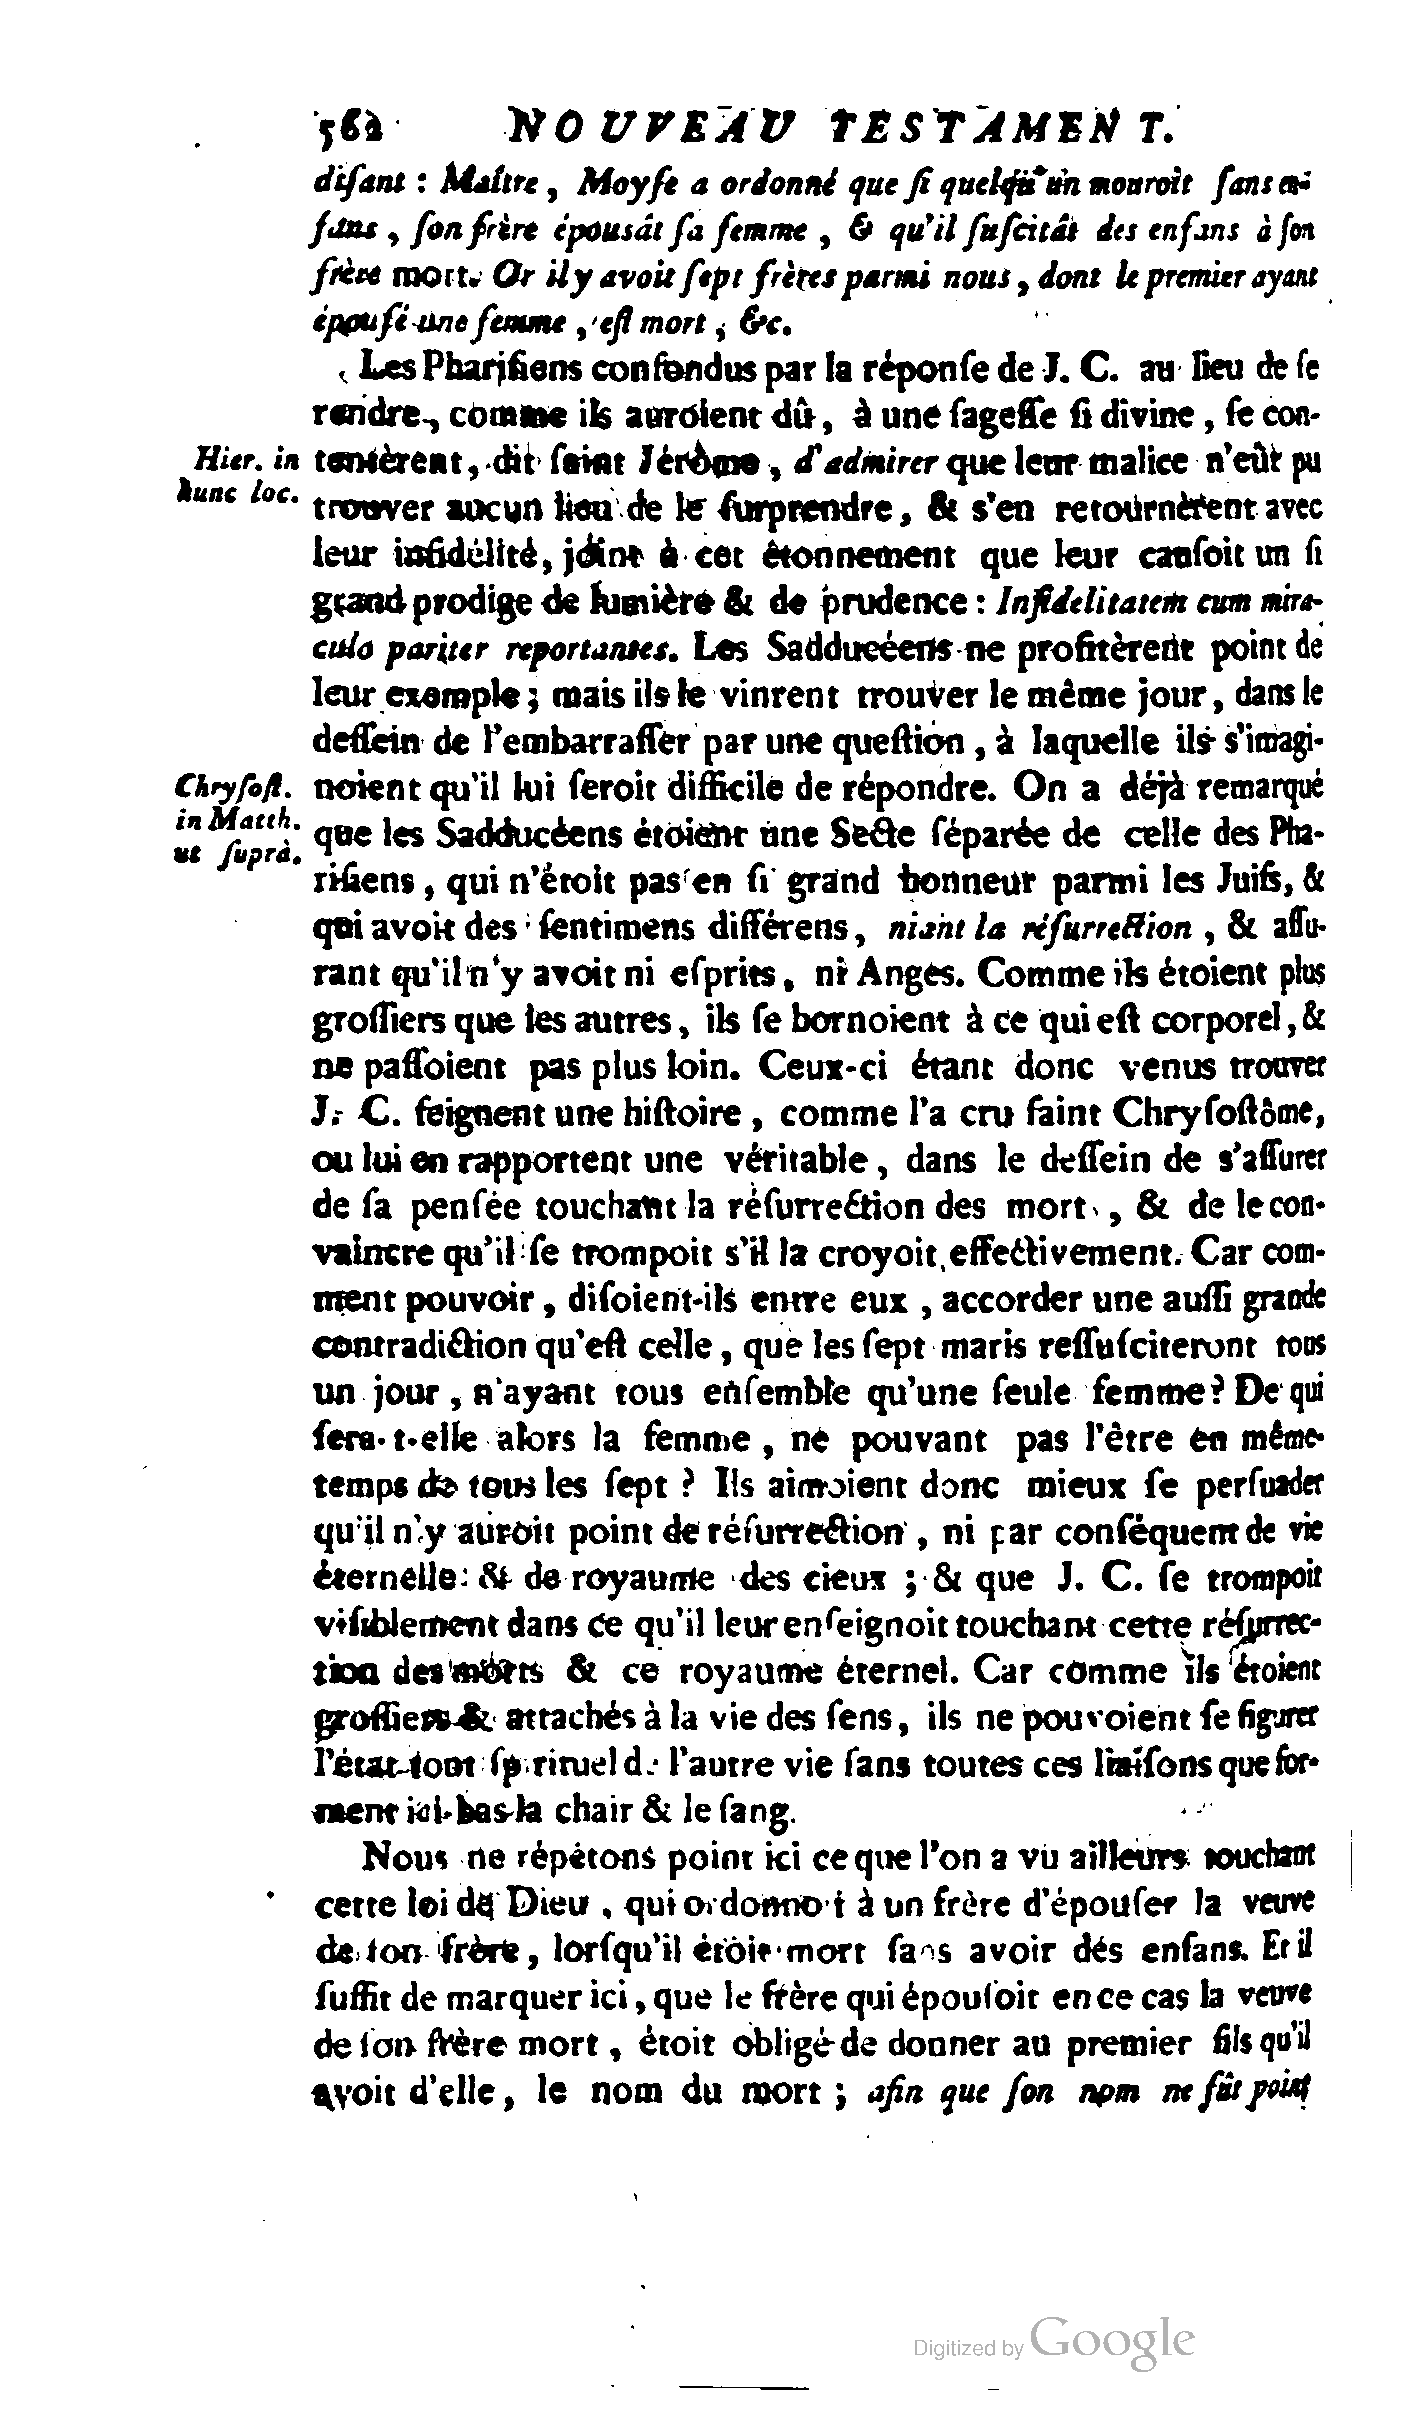 562 NOUVEAU TESTAMENT.
diſant : Maître, Moyſe a ordonné que ſi quelqu'un mouroit ſans en-
fans, ſon frère épousât ſa femme, & qu'il ſuſcitât des enfans à ſon
frère mort. Or il y avoit ſept frères parmi nous, dont le premier ayant
épouſé une femme, eſt mort, &c.
Les Phariſiens confondus par la réponſe de J. C. au lieu de ſe
rendre, comme ils auroient dû, à une ſageſſe ſi divine, ſe con-
Hier. in hunc loc.
tentèrent, dit ſaint Jérôme, d'admirer que leur malice n'eût pu
trouver aucun lieu de le ſurprendre, & s'en retournèrent avec
leur infidélité, joint à cet étonnement que leur cauſoit un ſi
grand prodige de lumière & de prudence : Infidelitatem cum mira-
culo pariter reportantes. Les Sadducéens ne profitèrent point de
leur exemple; mais ils le vinrent trouver le même jour, dans le
deſſein de l'embarraſſer par une queſtion, à laquelle ils s'imagi-
Chryſoſt. in Matth. ut ſuprà.
noient qu'il lui ſeroit difficile de répondre. On a déjà remarqué
que les Sadducéens étoient une Secte ſéparée de celle des Pha-
riſiens, qui n'étoit pas en ſi grand honneur parmi les Juifs, &
qui avoit des ſentimens différens, niant la réſurrection, & aſſu-
rant qu'il n'y avoit ni eſprits, ni Anges. Comme ils étoient plus
groſſiers que les autres, ils ſe bornoient à ce qui eſt corporel, &
ne paſſoient pas plus loin. Ceux-ci étant donc venus trouver
J. C. feignent une hiſtoire, comme l'a cru ſaint Chryſoſtôme,
ou lui en rapportent une véritable, dans le deſſein de s'aſſurer
de ſa penſée touchant la réſurrection des morts, & de le con-
vaincre qu'il ſe trompoit s'il la croyoit effectivement. Car com-
ment pouvoir, diſoient-ils entre eux, accorder une auſſi grande
contradiction qu'eſt celle, que les ſept maris reſſuſciteront tous
un jour, n'ayant tous enſemble qu'une ſeule femme? De qui
ſera-t-elle alors la femme, ne pouvant pas l'être en même-
temps de tous les ſept ? Ils aimoient donc mieux ſe perſuader
qu'il n'y auroit point de réſurrection, ni par conſéquent de vie
éternelle & de royaume des cieux ; & que J. C. ſe trompoit
viſiblement dans ce qu'il leur enſeignoit touchant cette réſurrec-
tion des morts & ce royaume éternel. Car comme ils étoient
groſſiers & attachés à la vie des ſens, ils ne pouvoient ſe figurer
l'état tout ſpirituel de l'autre vie ſans toutes ces liaiſons que for-
ment ici-bas la chair & le ſang.
Nous ne répétons point ici ce que l'on a vu ailleurs touchant
cette loi de Dieu, qui ordonnoit à un frère d'épouſer la veuve
de ſon frère, lorſqu'il étoit mort ſans avoir des enfans. Et il
ſuffit de marquer ici, que le frère qui épouſoit en ce cas la veuve
de ſon frère mort, étoit obligé de donner au premier fils qu'il
avoit d'elle, le nom du mort ; afin que ſon nom ne fût point
Digitized by Google